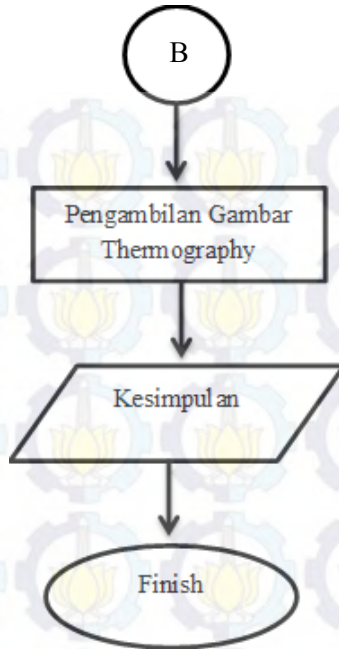 B
Pengambilan Gambar
Thermography
Kesimpulan
Finish